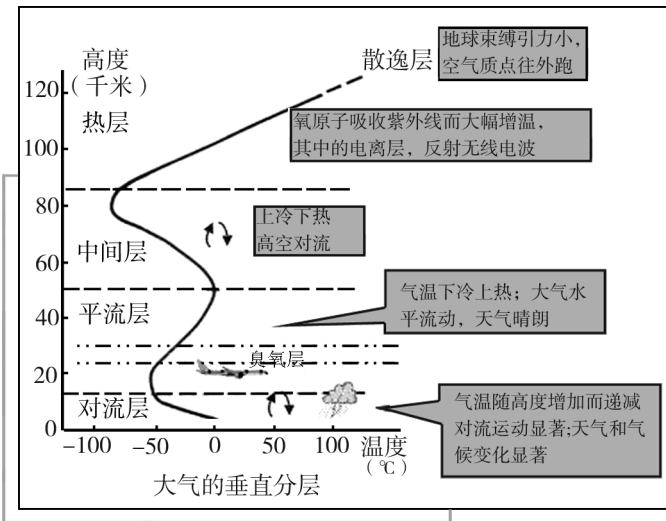 高度
（千米）
散逸层
地球束缚引力小，
空气质点往外跑
120
热层
氧原子吸收紫外线而大幅增温，
其中的电离层，反射无线电波
100
80
上冷下热
高空对流
中间层
60
气温下冷上热；大气水
平流动，天气晴朗
平流层
40
臭氧层
20
对流层
气温随高度增加而递减
对流运动显著;天气和气
候变化显著
0
−100 −50 0 50 100 温度
（℃）
大气的垂直分层